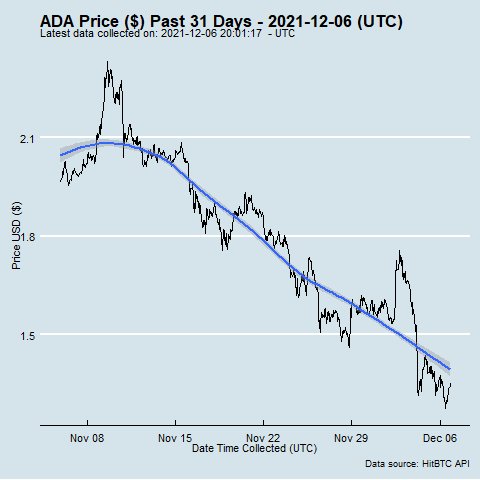 ADA Price ($) Past 31 Days - 2021-12-06 (UTC)
Latest data collected on: 2021-12-06 20:01:17 - UTC
2.1
1.8
1.5
Price USD ($)
Nov 08 Nov 15 Nov 22 Nov 29 Dec 06
Date Time Collected (UTC)
Data source: HitBTC API